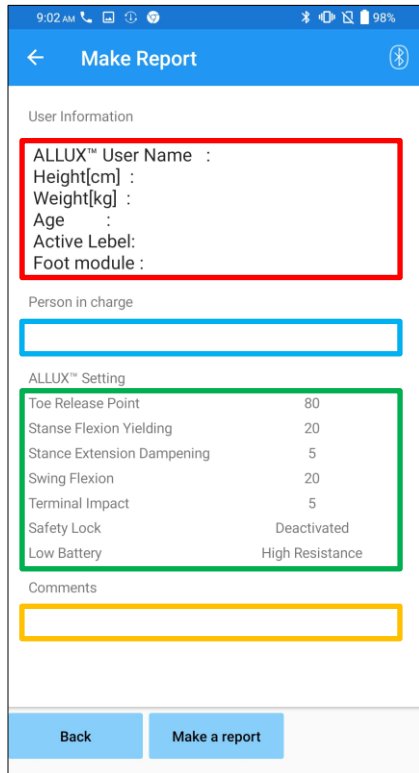 9:02 AM 98%
Make Report
User Information
ALLUX™ User Name :
Height[cm] :
Weight[kg] :
Age :
Active Lebel:
Foot module :
Person in charge
ALLUX™ Setting
Toe Release Point 80
Stanse Flexion Yielding 20
Stance Extension Dampening 5
Swing Flexion 20
Terminal Impact 5
Safety Lock Deactivated
Low Battery High Resistance
Comments
Back Make a report